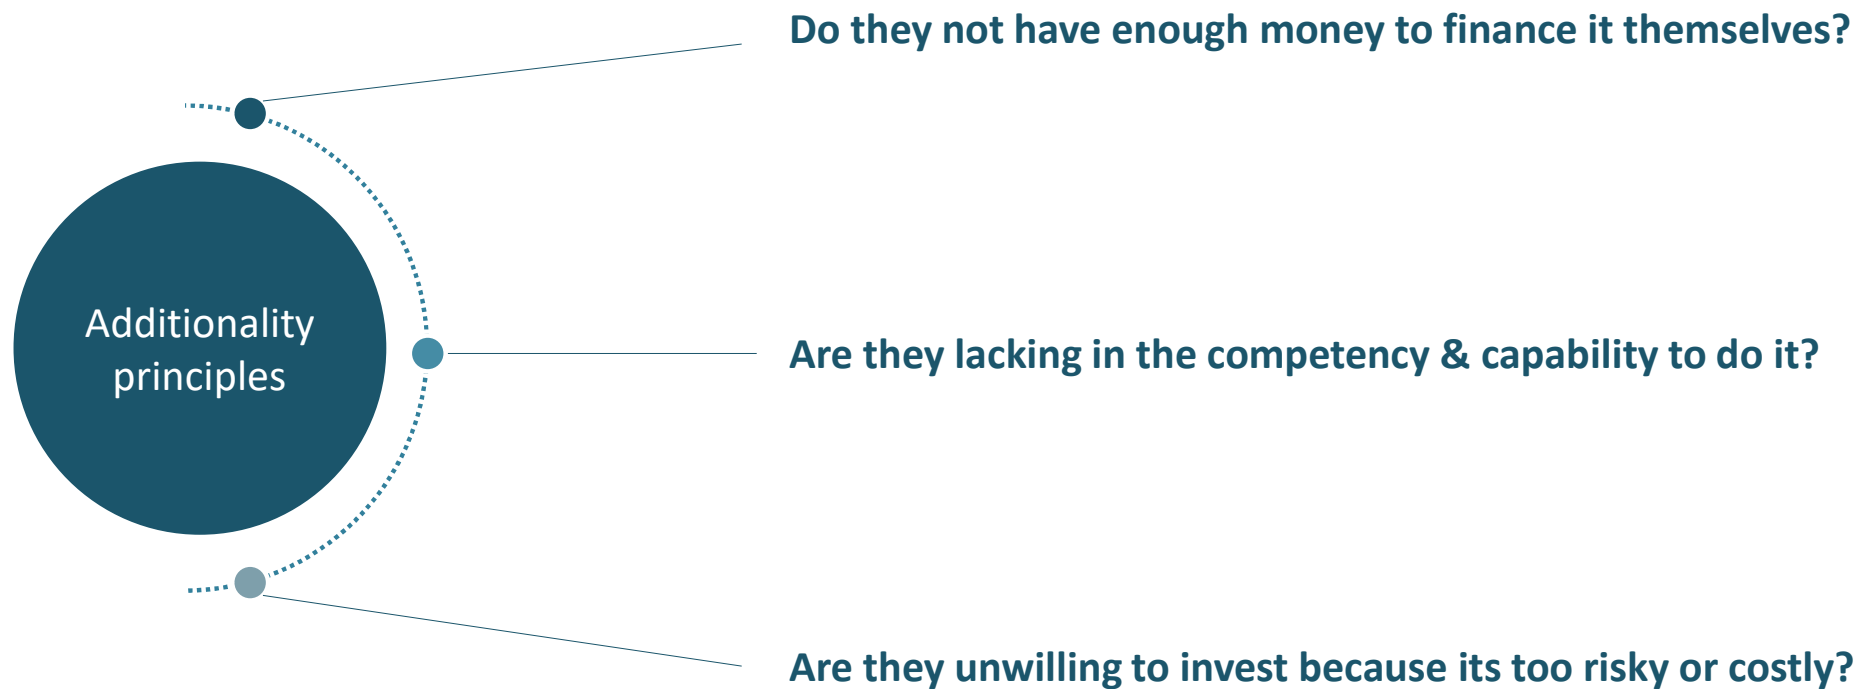 Do they not have enough money to finance it themselves?
Additionality
principles
Are they lacking in the competency & capability to do it?
Are they unwilling to invest because its too risky or costly?